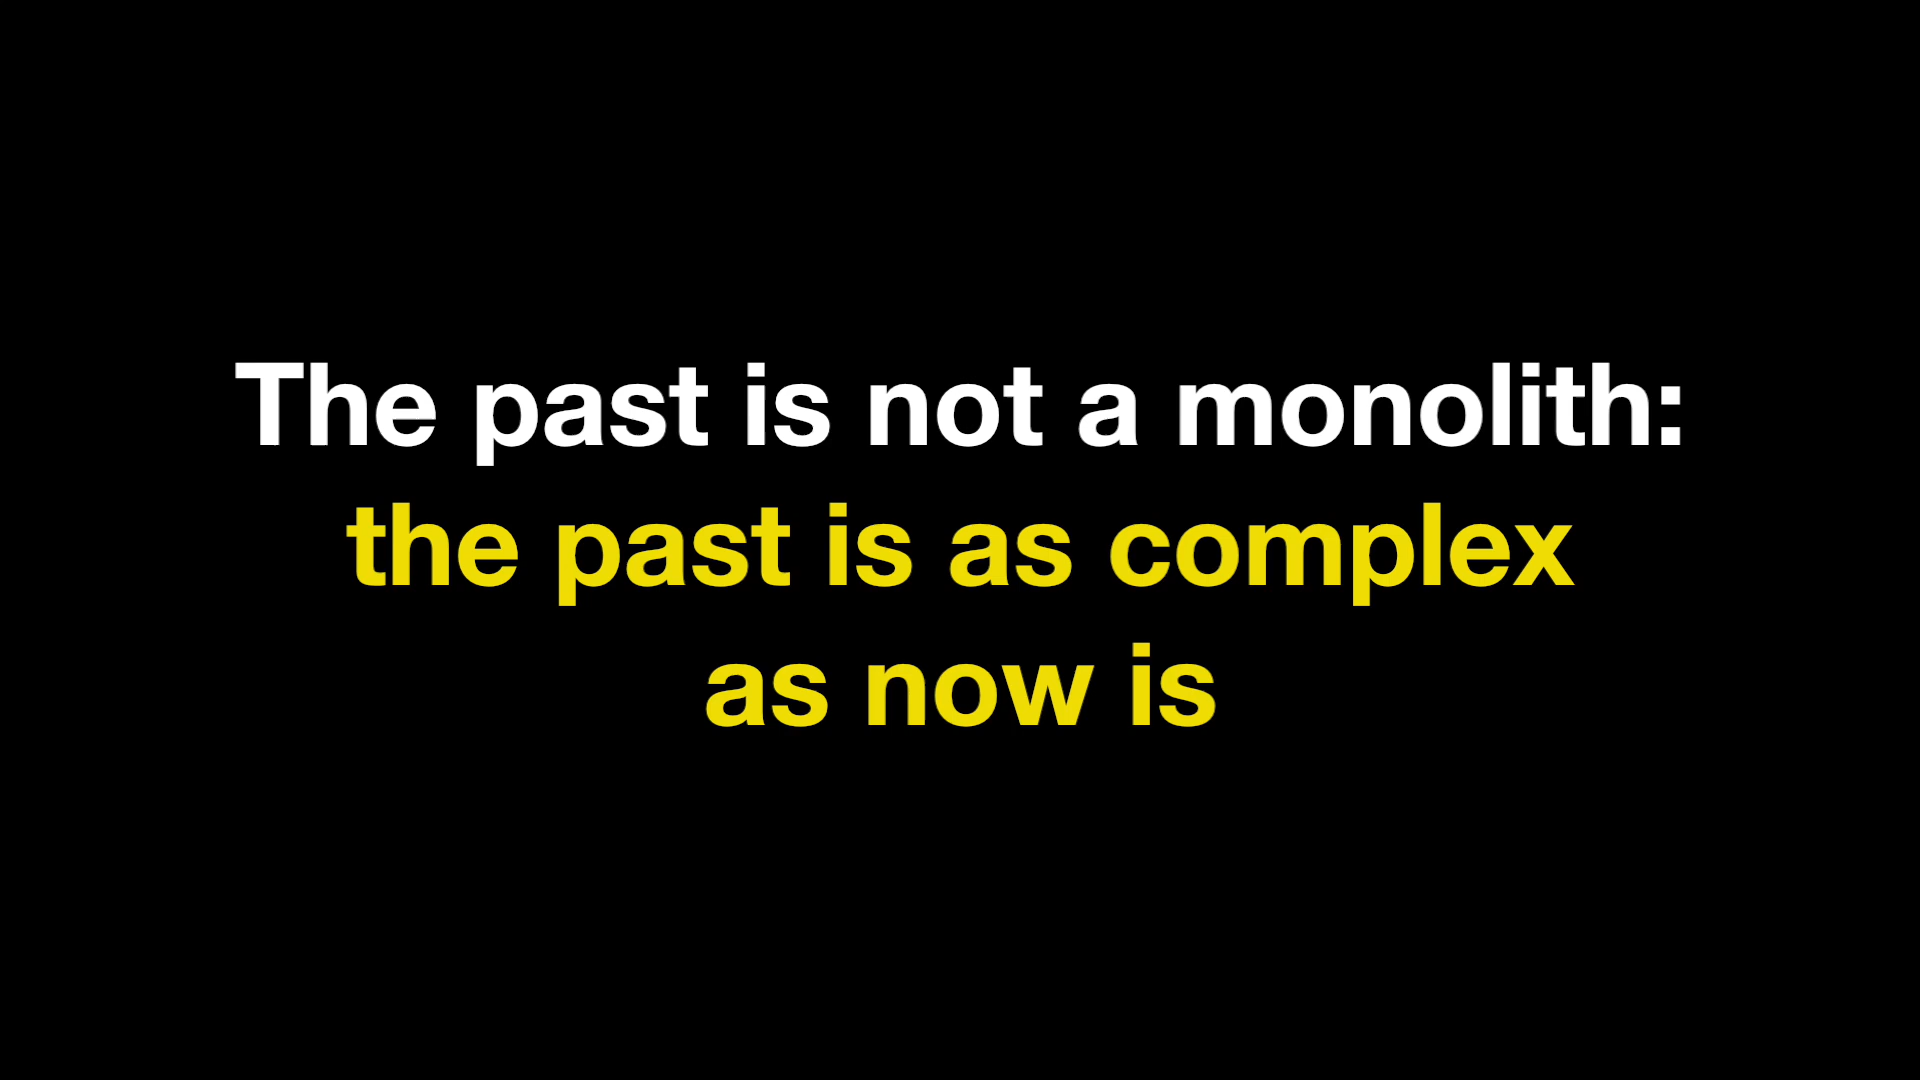 The past is not a monolith:
the past is as complex
as now is